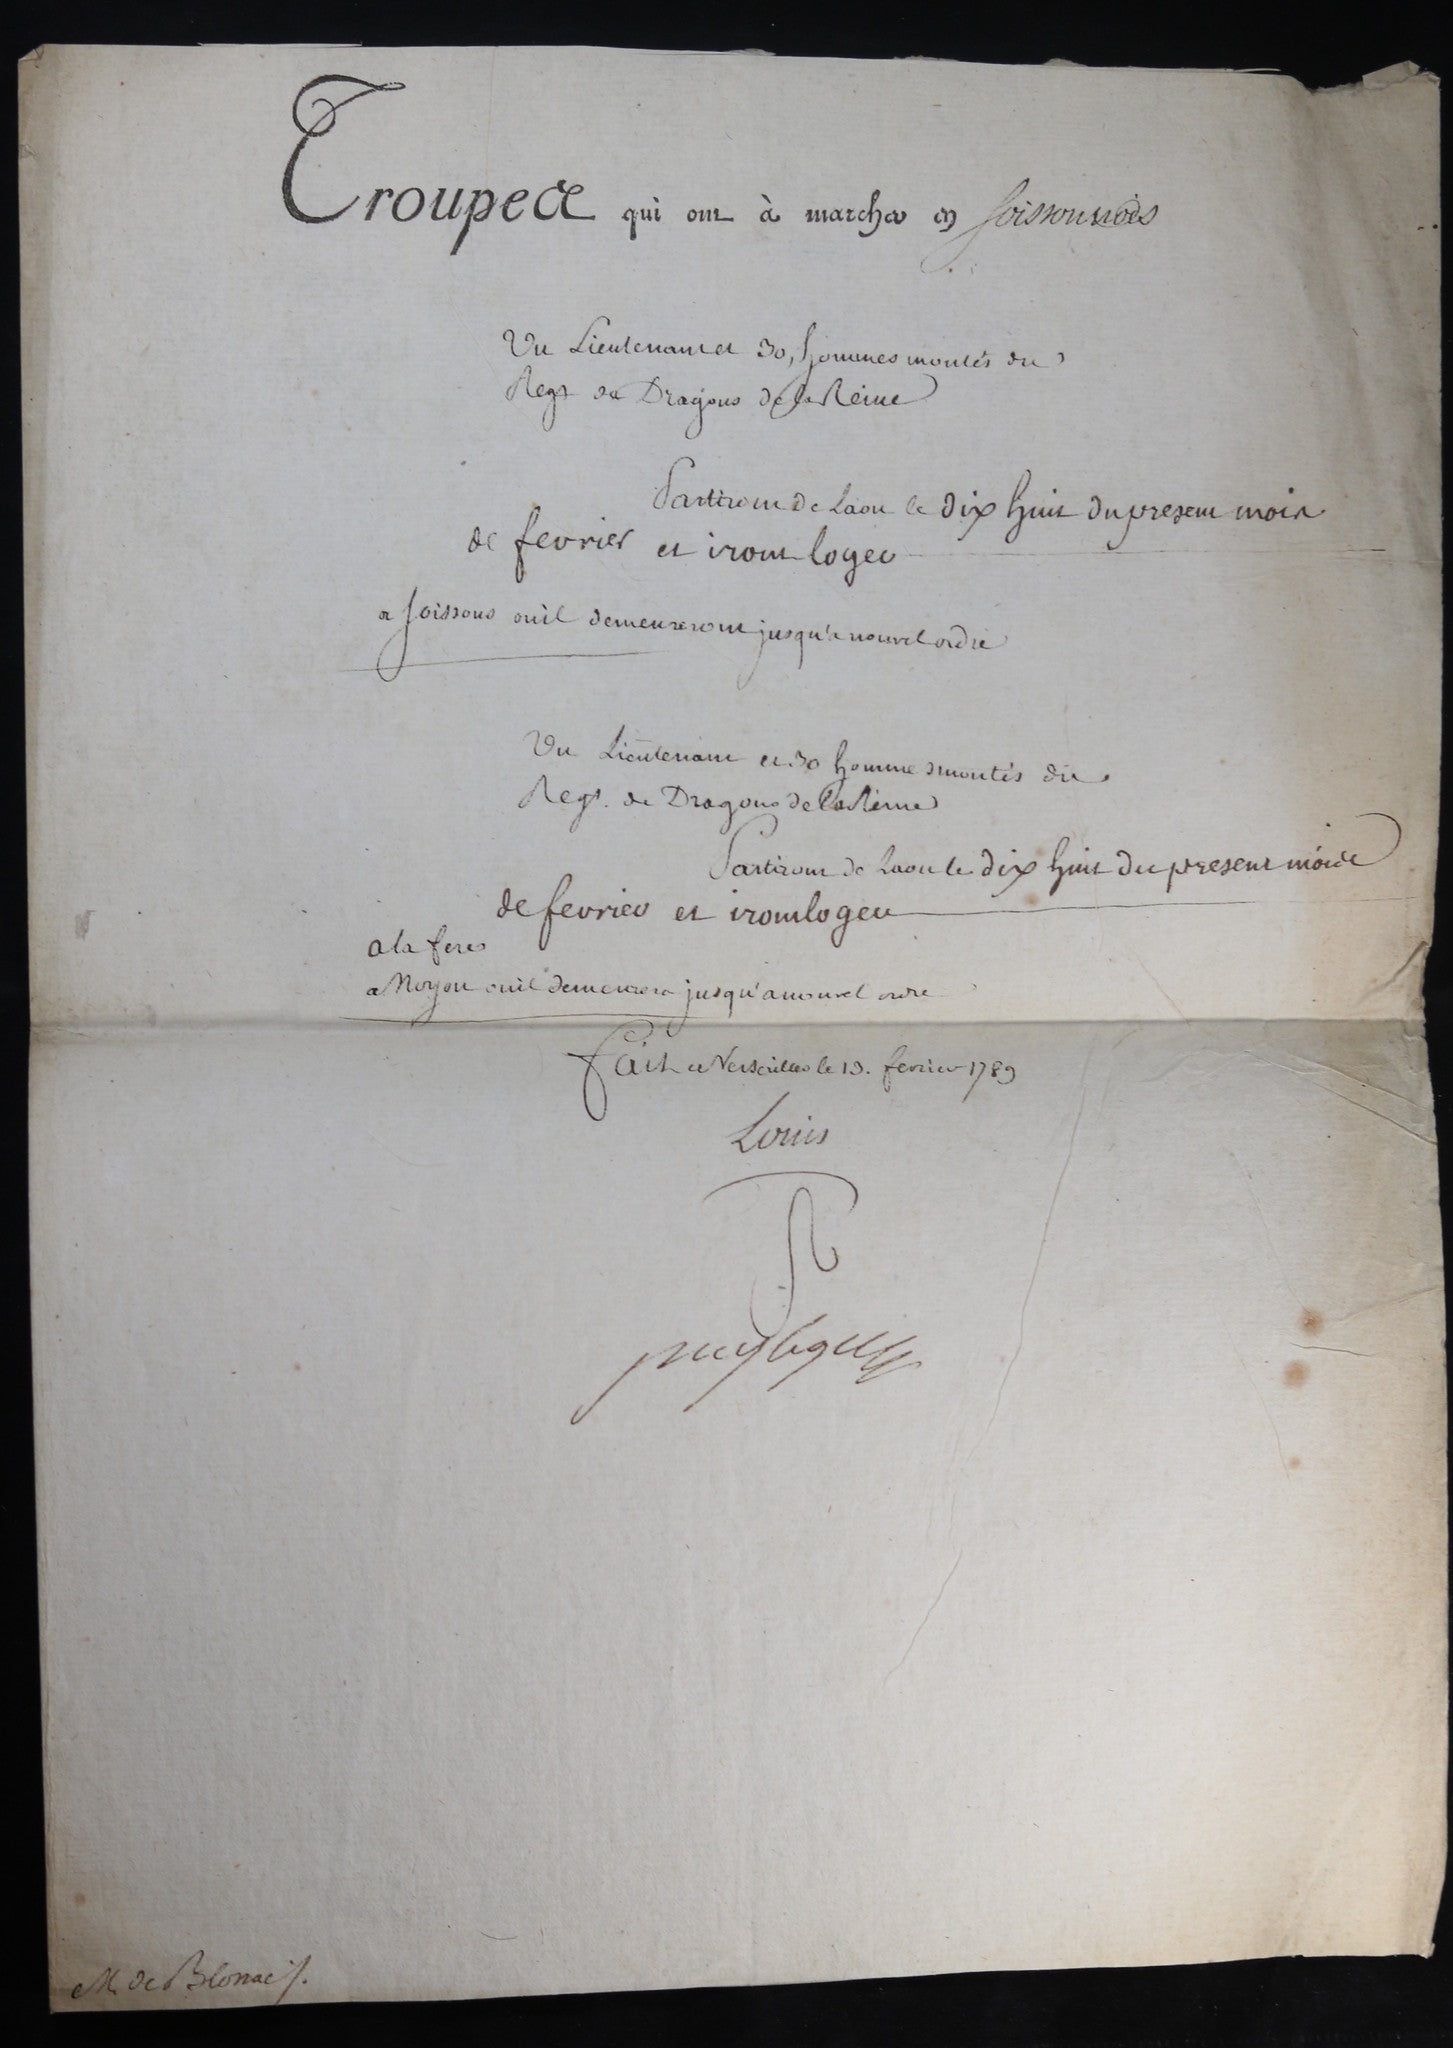 Troupes qui ont à marcher en Soissonnois
Un Lieutenant et 30, hommes montés du
Regt de Dragons de la Reine
Partiront de Laon le dix huit du present mois
de fevrier et iront loger
a Soissons ou il demeureront jusqu'a nouvel ordre
Un Lieutenant et 30 hommes montés du
Regt. de Dragons de la Reine
Partiront de Laon le dix huit du present mois
de fevrier et iront loger
a la fere
a Noyon ou il demeurera jusqu'a nouvel ordre
Fait a Versailles le 13. fevrier 1789
Louis
puysegur
M. de Blossac